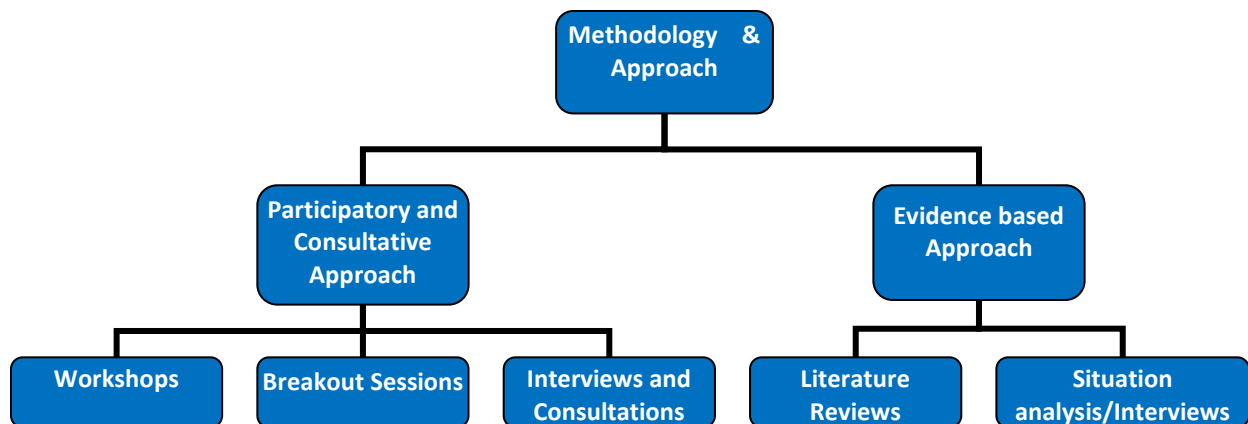 Methodology &
Approach
Participatory and
Consultative
Approach
Evidence based
Approach
Workshops
Breakout Sessions
Interviews and
Consultations
Literature
Reviews
Situation
analysis/Interviews